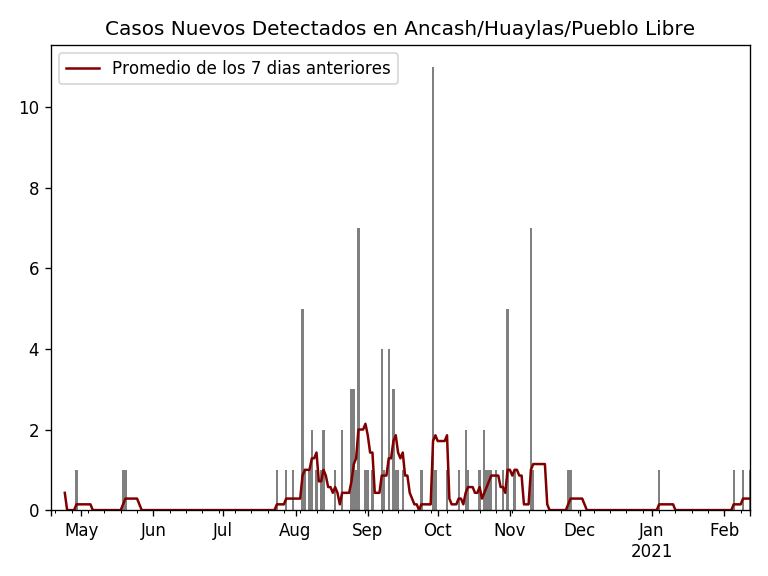 Casos Nuevos Detectados en Ancash/Huaylas/Pueblo Libre
Promedio de los 7 dias anteriores
10
8
6
4
2
0
May Jun Jul Aug Sep Oct Nov Dec Jan Feb
2021